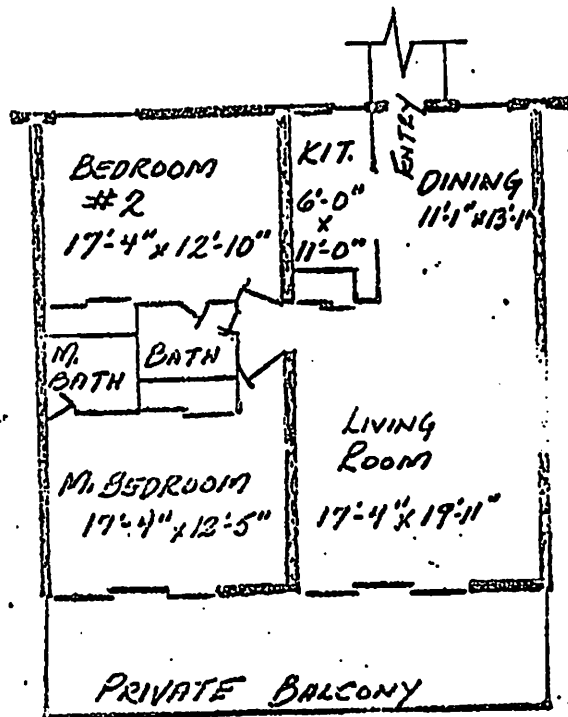 BEDROOM
#2
17'-4" x 12'-10"
KIT.
6'-0"
x
11'-0"
ENTRY
DINING
11'-1" x 13'-1"
M.
BATH
BATH
LIVING
ROOM
17'-4" x 19'-11"
M. BEDROOM
17'-4" x 12'-5"
PRIVATE BALCONY